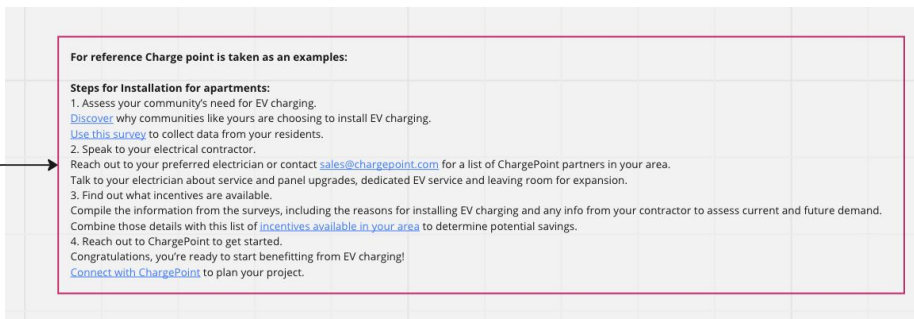 For reference Charge point is taken as an examples:
Steps for Installation for apartments:
1. Assess your community's need for EV charging.
Discover why communities like yours are choosing to install EV charging.
Use this survey to collect data from your residents.
2. Speak to your electrical contractor.
Reach out to your preferred electrician or contact sales@chargepoint.com for a list of ChargePoint partners in your area.
Talk to your electrician about service and panel upgrades, dedicated EV service and leaving room for expansion.
3. Find out what incentives are available.
Compile the information from the surveys, including the reasons for installing EV charging and any info from your contractor to assess current and future demand.
Combine those details with this list of incentives available in your area to determine potential savings.
4. Reach out to ChargePoint to get started.
Congratulations, you're ready to start benefitting from EV charging!
Connect with ChargePoint to plan your project.